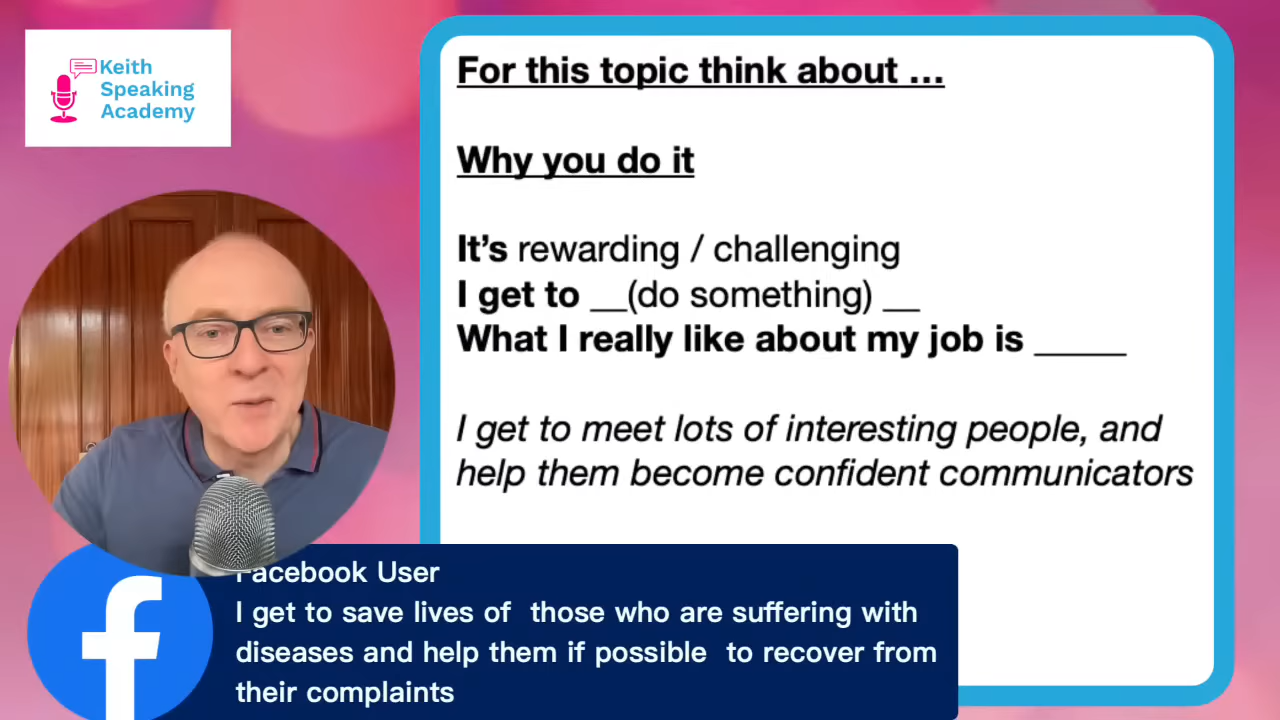 Keith
Speaking
Academy
For this topic think about ...
Why you do it
It's rewarding / challenging
I get to __(do something) __
What I really like about my job is _____
I get to meet lots of interesting people, and
help them become confident communicators
Facebook User
I get to save lives of those who are suffering with
diseases and help them if possible to recover from
their complaints